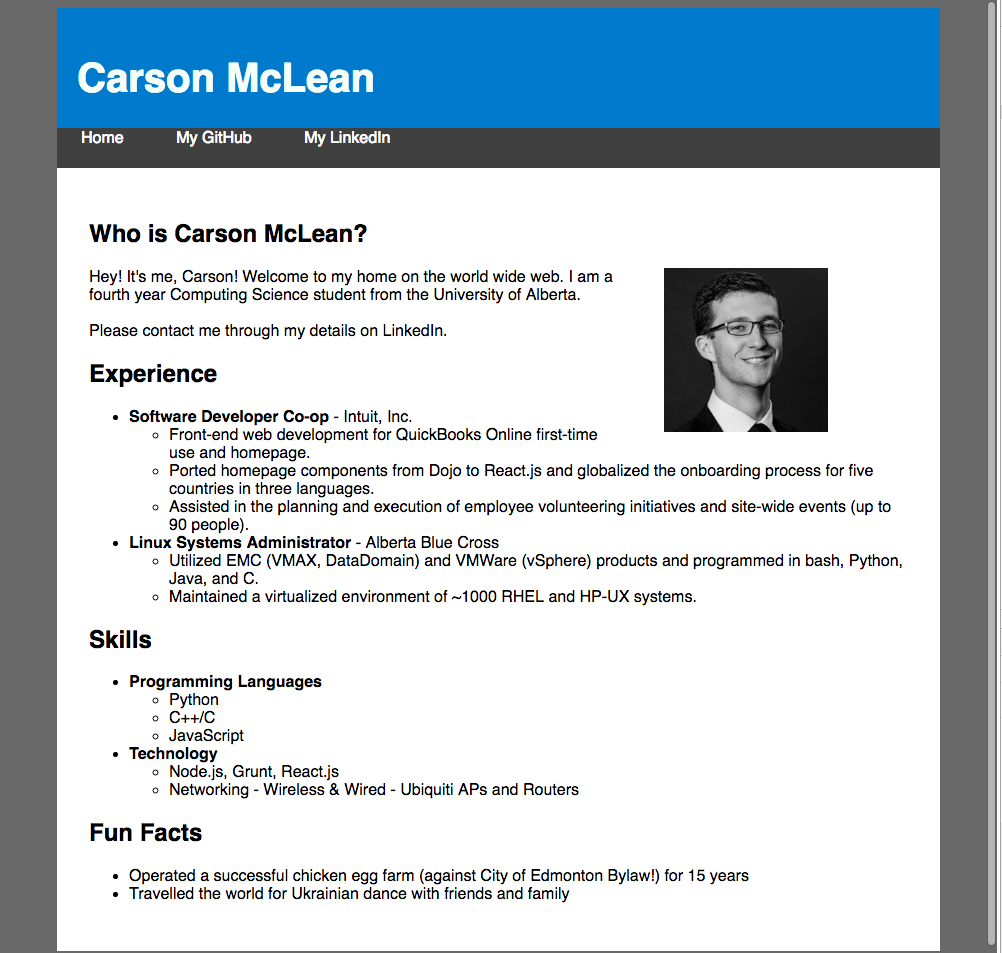 Carson McLean
Home My GitHub My LinkedIn
Who is Carson McLean?
Hey! It's me, Carson! Welcome to my home on the world wide web. I am a
fourth year Computing Science student from the University of Alberta.
Please contact me through my details on LinkedIn.
Experience
Software Developer Co-op - Intuit, Inc.
Front-end web development for QuickBooks Online first-time
use and homepage.
Ported homepage components from Dojo to React.js and globalized the onboarding process for five
countries in three languages.
Assisted in the planning and execution of employee volunteering initiatives and site-wide events (up to
90 people).
Linux Systems Administrator - Alberta Blue Cross
Utilized EMC (VMAX, DataDomain) and VMWare (vSphere) products and programmed in bash, Python,
Java, and C.
Maintained a virtualized environment of ~1000 RHEL and HP-UX systems.
Skills
Programming Languages
Python
C++/C
JavaScript
Technology
Node.js, Grunt, React.js
Networking - Wireless & Wired - Ubiquiti APs and Routers
Fun Facts
Operated a successful chicken egg farm (against City of Edmonton Bylaw!) for 15 years
Travelled the world for Ukrainian dance with friends and family